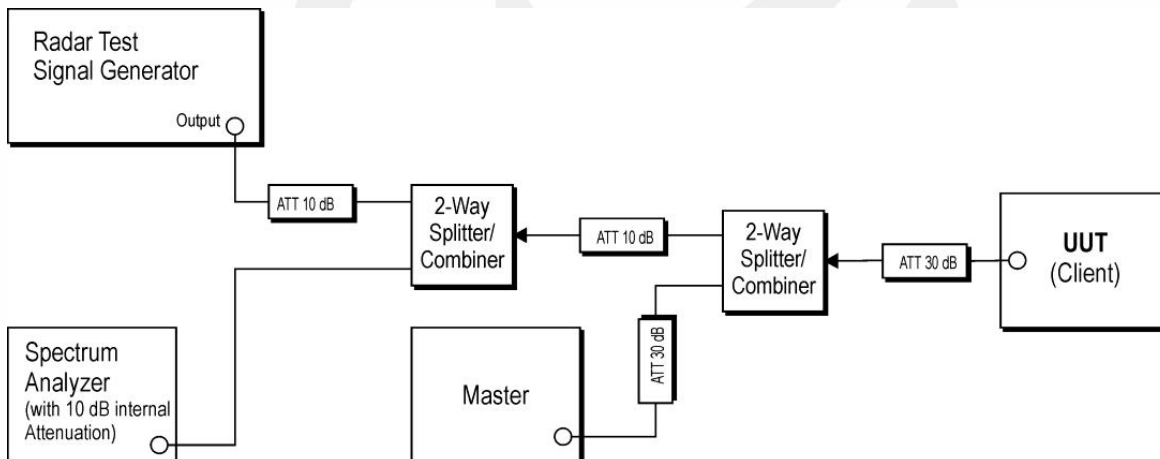 Radar Test
Signal Generator
Output
ATT 10 dB
2-Way
Splitter/
Combiner
ATT 10 dB
2-Way
Splitter/
Combiner
ATT 30 dB
UUT
(Client)
Spectrum
Analyzer
(with 10 dB internal
Attenuation)
Master
ATT 30 dB